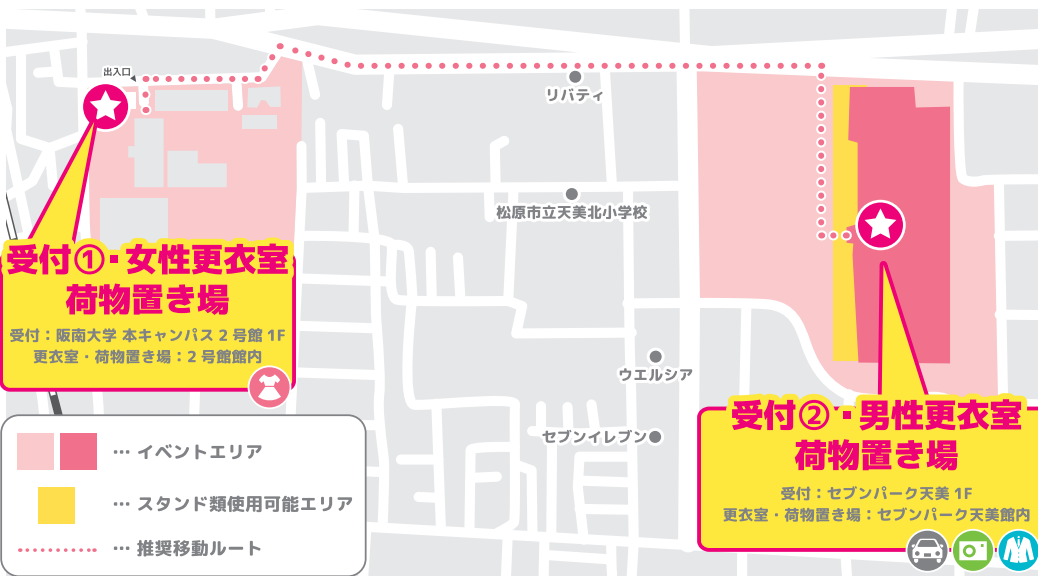 出入口
リバティ
松原市立天美北小学校
受付①・女性更衣室
荷物置き場
受付：阪南大学 本キャンパス 2 号館 1F
更衣室・荷物置き場：2 号館館内
ウエルシア
セブンイレブン
受付②・男性更衣室
荷物置き場
受付：セブンパーク天美 1F
更衣室・荷物置き場：セブンパーク天美館内
… イベントエリア
… スタンド類使用可能エリア
… 推奨移動ルート